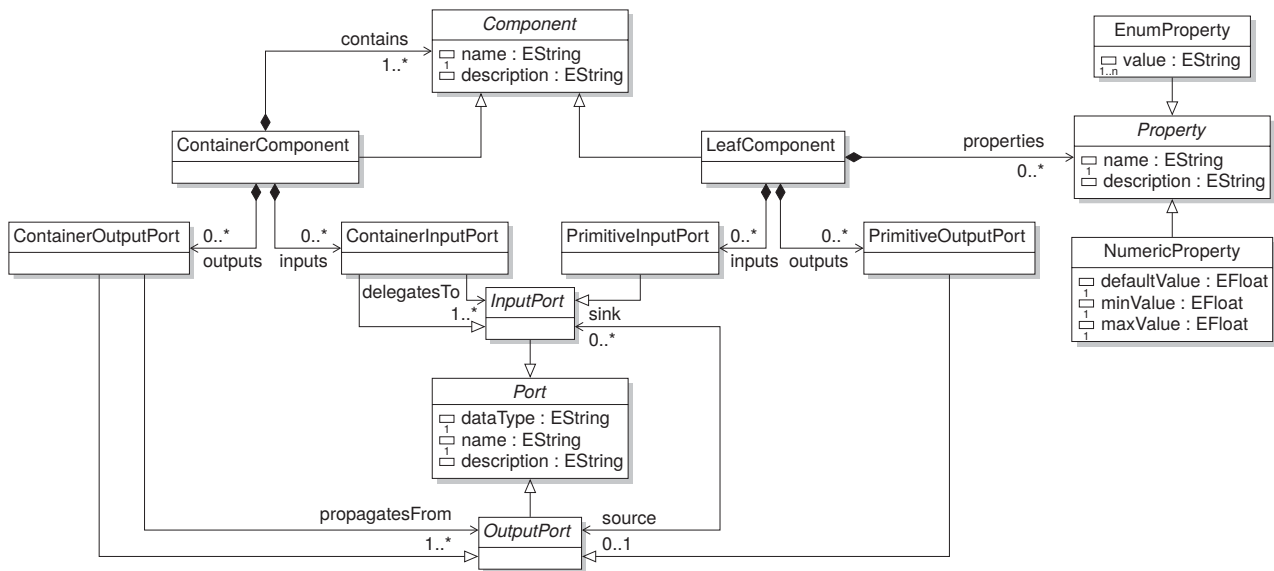 Component
name : EString
1
description : EString
contains
1..*
EnumProperty
value : EString
1..n
ContainerComponent
LeafComponent
properties
0..*
Property
name : EString
1
description : EString
ContainerOutputPort
0..*
outputs
0..*
inputs
ContainerInputPort
PrimitiveInputPort
0..*
inputs
0..*
outputs
PrimitiveOutputPort
NumericProperty
defaultValue : EFloat
1
minValue : EFloat
1
maxValue : EFloat
1
delegatesTo
1..*
InputPort
sink
0..*
Port
dataType : EString
1
name : EString
1
description : EString
propagatesFrom
1..*
OutputPort
source
0..1